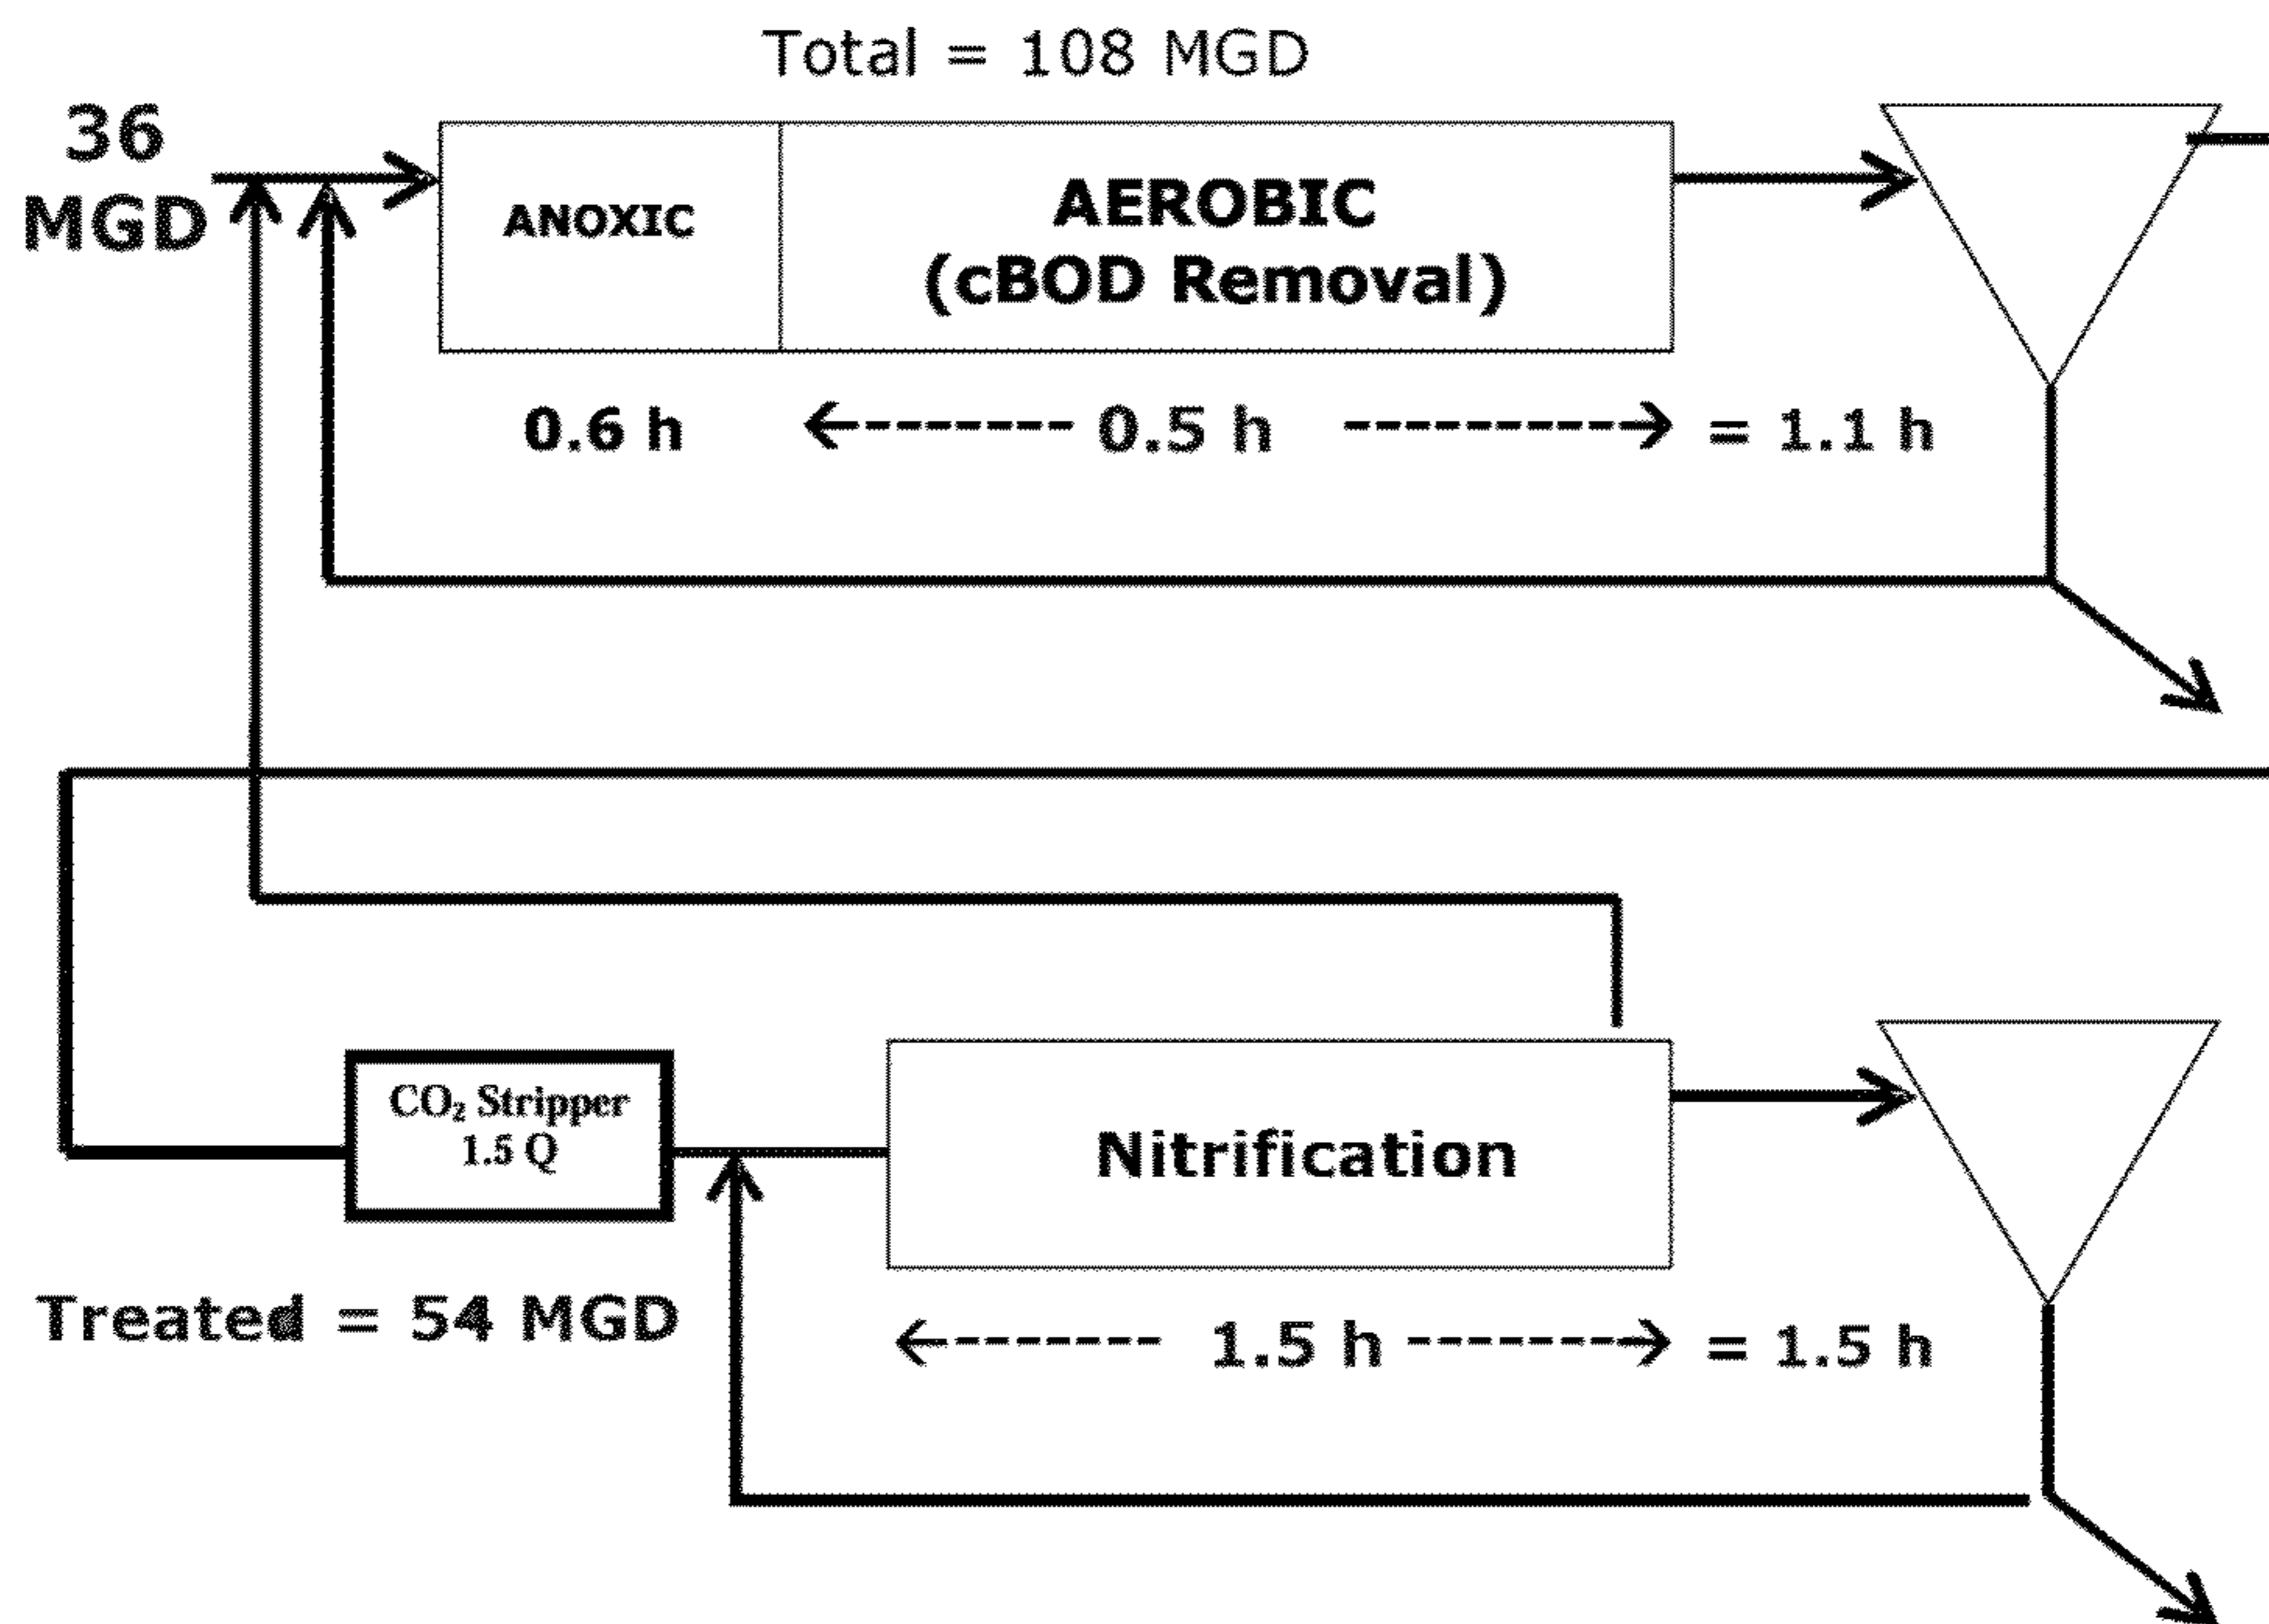 Total = 108 MGD
36
MGD
ANOXIC
AEROBIC
(cBOD Removal)
0.6 h
0.5 h
= 1.1 h
CO₂ Stripper
1.5 Q
Nitrification
Treated = 54 MGD
1.5 h
= 1.5 h